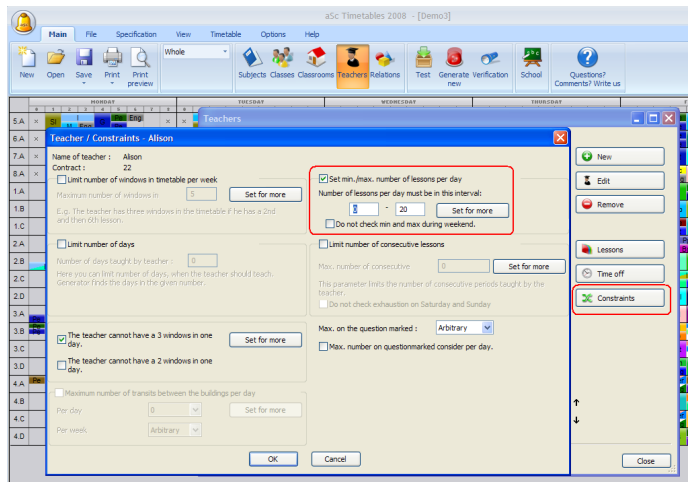 aSc Timetables 2008 - [Demo3]
Main File Specification View Timetable Options Help
Whole
New Open Save Print Print preview Subjects Classes Classrooms Teachers Relations Test Generate new Verification School Questions? Comments? Write us
MONDAY TUESDAY WEDNESDAY THURSDAY
0 1 2 3 4 5 6 7 8
5.A
6.A
7.A
8.A
1.A
1.B
1.C
2.A
2.B
2.C
2.D
3.A
3.B
3.C
3.D
4.A
4.B
4.C
4.D
Teachers
Teacher / Constraints - Alison
Name of teacher : Alison
Contract : 22
Limit number of windows in timetable per week
Maximum number of windows in 5 Set for more
E.g. The teacher has three windows in the timetable if he has a 2nd
and then 6th lesson.
Set min./max. number of lessons per day
Number of lessons per day must be in this interval:
0 - 20 Set for more
Do not check min and max during weekend.
Limit number of days
Number of days taught by teacher : 0
Here you can limit number of days, when the teacher should teach.
Generator finds the days in the given number.
Limit number of consecutive lessons
Max. number of consecutive 0 Set for more
This parameter limits the number of consecutive periods taught by the
teacher.
Do not check exhaustion on Saturday and Sunday
The teacher cannot have a 3 windows in one
day.
Set for more
The teacher cannot have a 2 windows in one
day.
Max. on the question marked : Arbitrary
Max. number on questionmarked consider per day.
Maximum number of transits between the buildings per day
Per day 0 Set for more
Per week Arbitrary
OK Cancel
New
Edit
Remove
Lessons
Time off
Constraints
Close